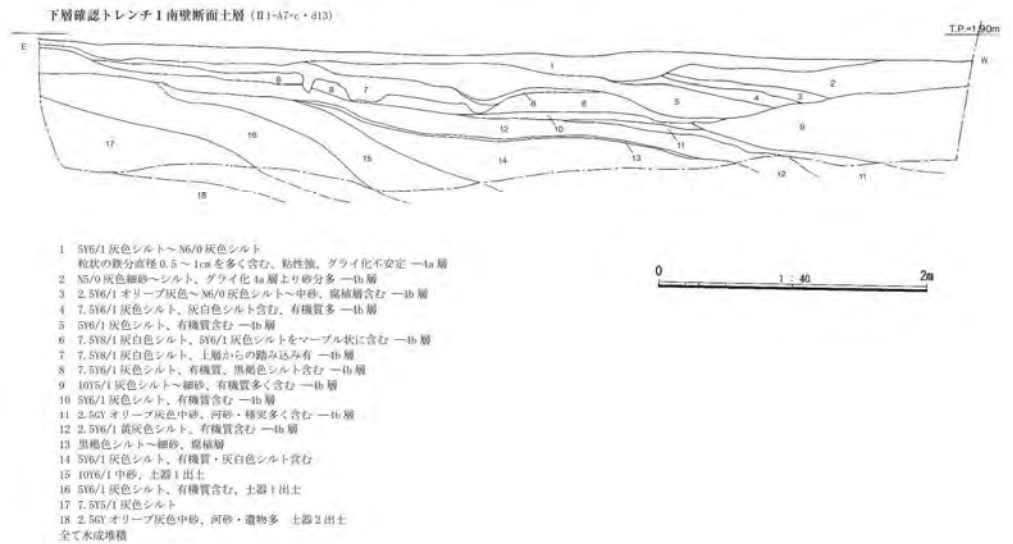 下層確認トレンチ1南壁断面土層 (II1-A7-c・d13)
T.P.=1.90m
E
W
1
2
8
8
7
6
8
5
4
3
9
12
10
11
17
16
15
14
13
12
11
18
1 5Y6/1 灰色シルト～N6/0 灰色シルト
粒状の鉄分直径 0.5～1cm を多く含む、粘性強、グライ化不安定 ―4a 層
2 N5/0 灰色細砂～シルト、グライ化 4a 層より砂分多 ―4b 層
3 2.5Y6/1 オリーブ灰色～N6/0 灰色シルト～中砂、腐植層含む ―4b 層
4 7.5Y6/1 灰色シルト、灰白色シルト含む、有機質多 ―4b 層
5 5Y6/1 灰色シルト、有機質含む ―4b 層
6 7.5Y8/1 灰白色シルト、5Y6/1 灰色シルトをマーブル状に含む ―4b 層
7 7.5Y8/1 灰白色シルト、上層からの踏み込み有 ―4b 層
8 7.5Y6/1 灰色シルト、有機質、黒褐色シルト含む ―4b 層
9 10Y5/1 灰色シルト～細砂、有機質多く含む ―4b 層
10 5Y6/1 灰色シルト、有機質含む ―4b 層
11 2.5GY オリーブ灰色中砂、河砂・種実多く含む ―4b 層
12 2.5Y6/1 黄灰色シルト、有機質含む ―4b 層
13 黒褐色シルト～細砂、腐植層
14 5Y6/1 灰色シルト、有機質・灰白色シルト含む
15 10Y6/1 中砂、土器1出土
16 5Y6/1 灰色シルト、有機質含む、土器1出土
17 7.5Y5/1 灰色シルト
18 2.5GY オリーブ灰色中砂、河砂・遺物多 土器2出土
全て水成堆積
0 1：40 2m